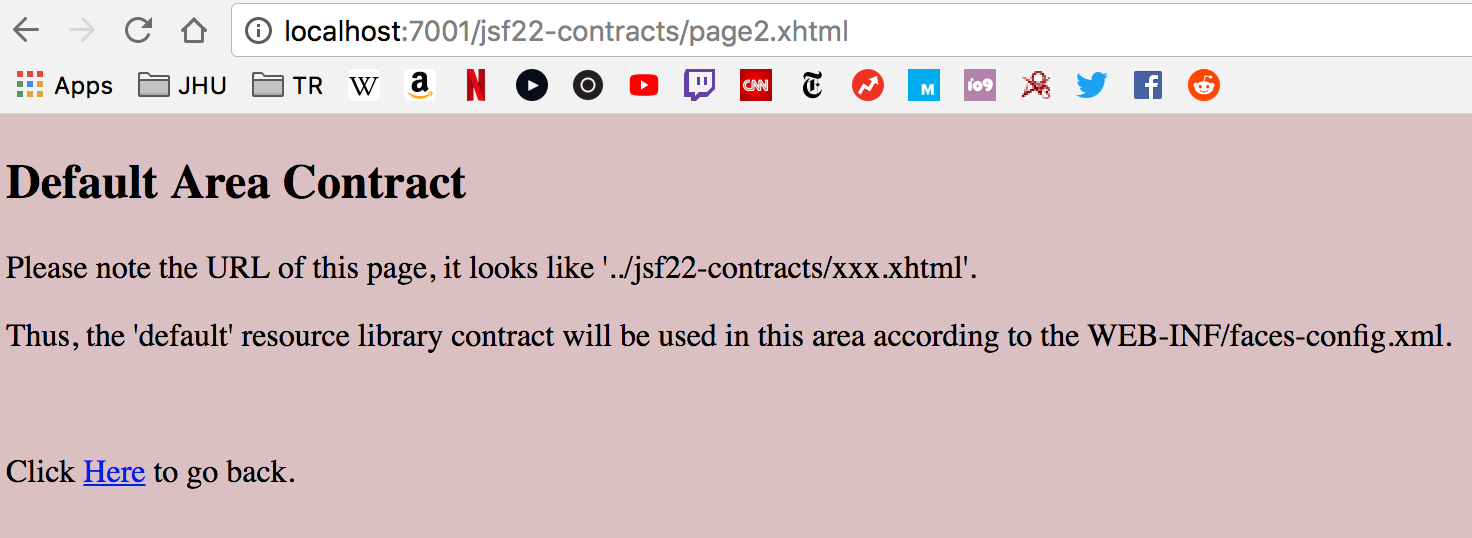 localhost:7001/jsf22-contracts/page2.xhtml
Apps JHU TR W a N CNN T M io9
Default Area Contract
Please note the URL of this page, it looks like '../jsf22-contracts/xxx.xhtml'.
Thus, the 'default' resource library contract will be used in this area according to the WEB-INF/faces-config.xml.
Click Here to go back.